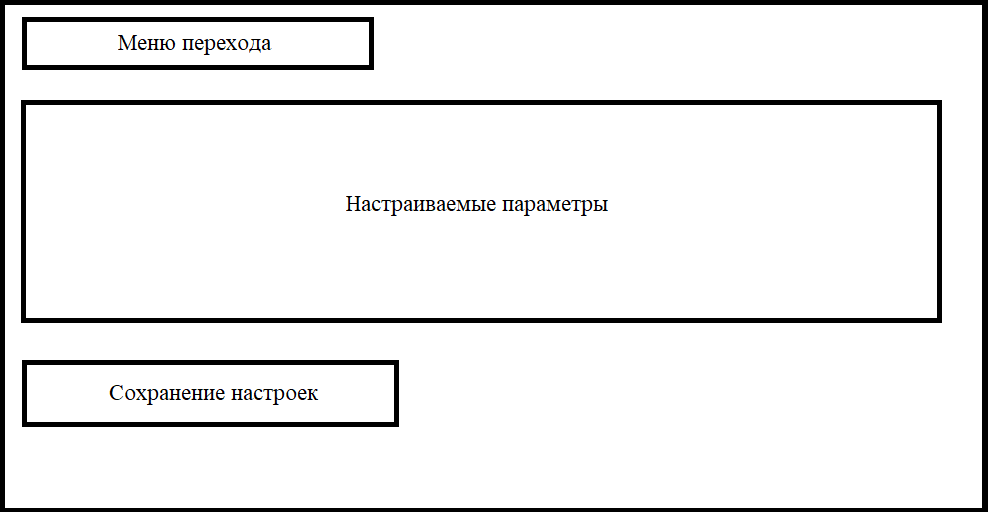 Меню перехода
Настраиваемые параметры
Сохранение настроек